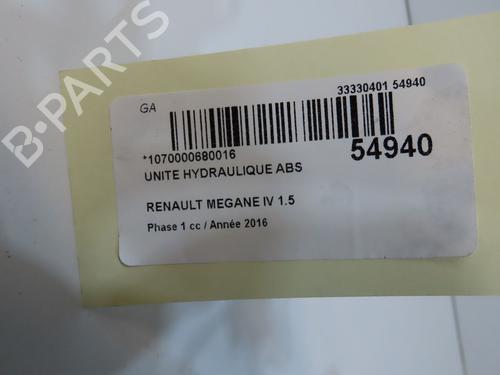 B-PARTS
GA
33330401 54940
*1070000680016
54940
UNITE HYDRAULIQUE ABS
RENAULT MEGANE IV 1.5
Phase 1 cc / Année 2016